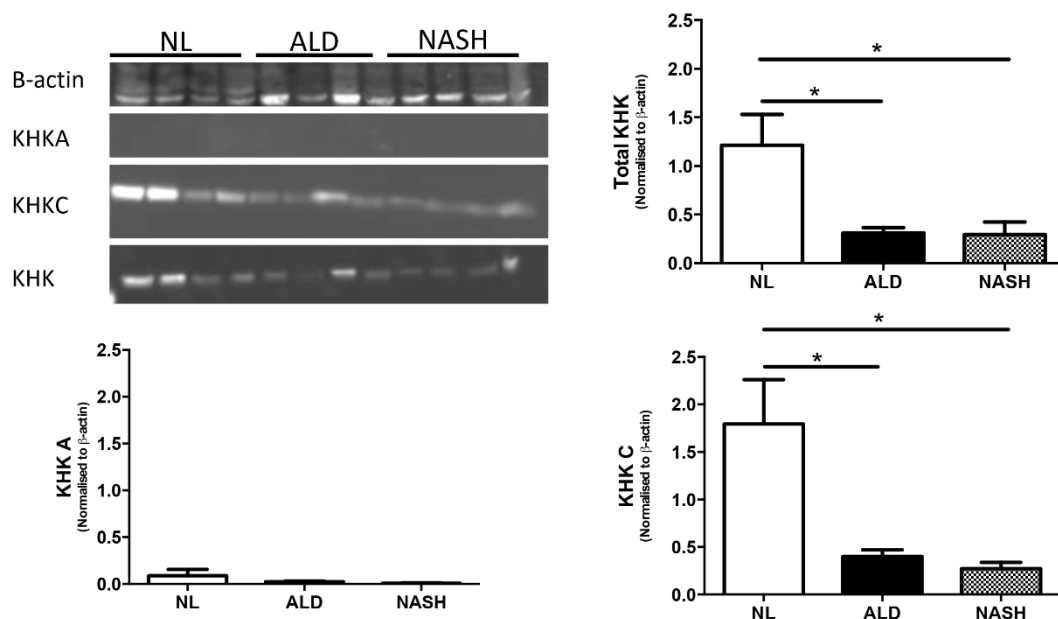 NL ALD NASH
B-actin
KHKA
KHKC
KHK
Total KHK
(Normalised to β-actin)
2.5
2.0
1.5
1.0
0.5
0.0
*
*
NL ALD NASH
KHK A
(Normalised to β-actin)
2.5
2.0
1.5
1.0
0.5
0.0
NL ALD NASH
KHK C
(Normalised to β-actin)
2.5
2.0
1.5
1.0
0.5
0.0
*
*
NL ALD NASH